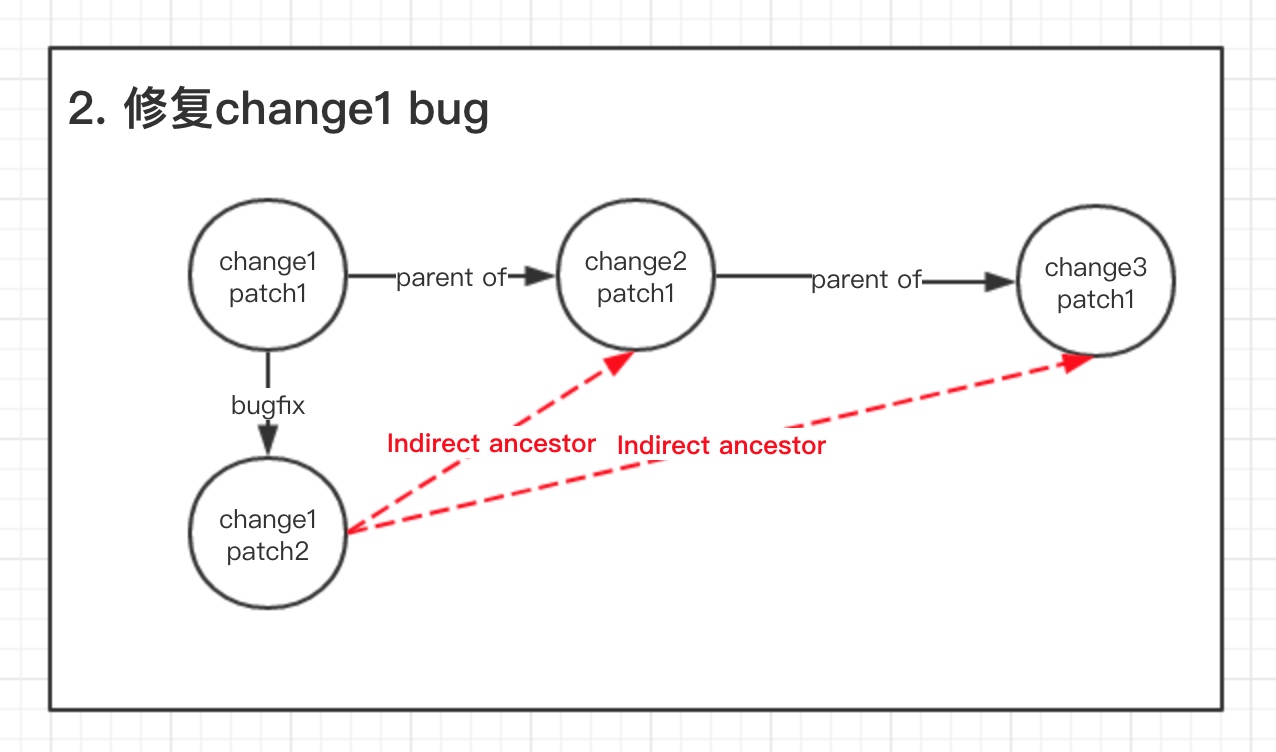 2. 修复change1 bug
change1
patch1
parent of
change2
patch1
parent of
change3
patch1
bugfix
Indirect ancestor
Indirect ancestor
change1
patch2